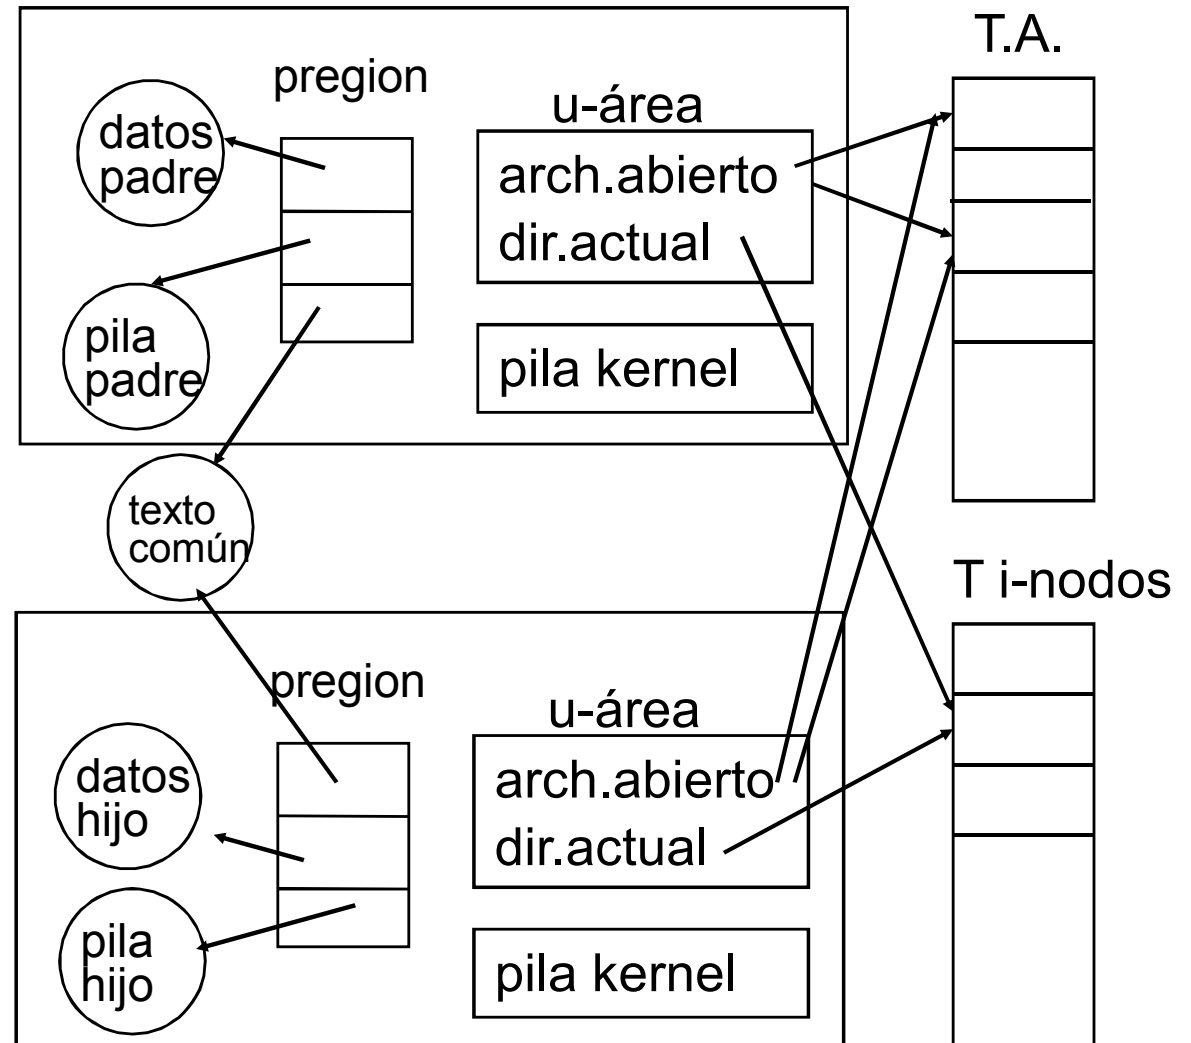 T.A.
pregion
u-área
datos
padre
arch.abierto
dir.actual
pila
padre
pila kernel
texto
común
T i-nodos
pregion
u-área
datos
hijo
arch.abierto
dir.actual
pila
hijo
pila kernel